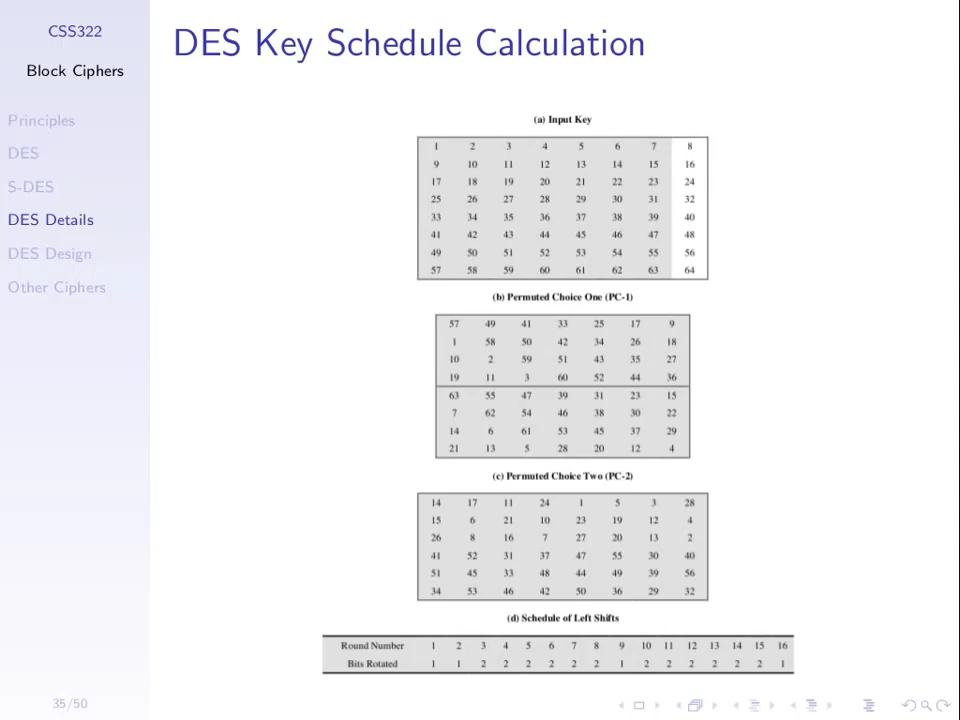 CSS322
Block Ciphers
Principles
DES
S-DES
DES Details
DES Design
Other Ciphers
35/50
DES Key Schedule Calculation
(a) Input Key
1 2 3 4 5 6 7 8
9 10 11 12 13 14 15 16
17 18 19 20 21 22 23 24
25 26 27 28 29 30 31 32
33 34 35 36 37 38 39 40
41 42 43 44 45 46 47 48
49 50 51 52 53 54 55 56
57 58 59 60 61 62 63 64
(b) Permuted Choice One (PC-1)
57 49 41 33 25 17 9
1 58 50 42 34 26 18
10 2 59 51 43 35 27
19 11 3 60 52 44 36
63 55 47 39 31 23 15
7 62 54 46 38 30 22
14 6 61 53 45 37 29
21 13 5 28 20 12 4
(c) Permuted Choice Two (PC-2)
14 17 11 24 1 5 3 28
15 6 21 10 23 19 12 4
26 8 16 7 27 20 13 2
41 52 31 37 47 55 30 40
51 45 33 48 44 49 39 56
34 53 46 42 50 36 29 32
(d) Schedule of Left Shifts
Round Number 1 2 3 4 5 6 7 8 9 10 11 12 13 14 15 16
Bits Rotated 1 1 2 2 2 2 2 2 1 2 2 2 2 2 2 1